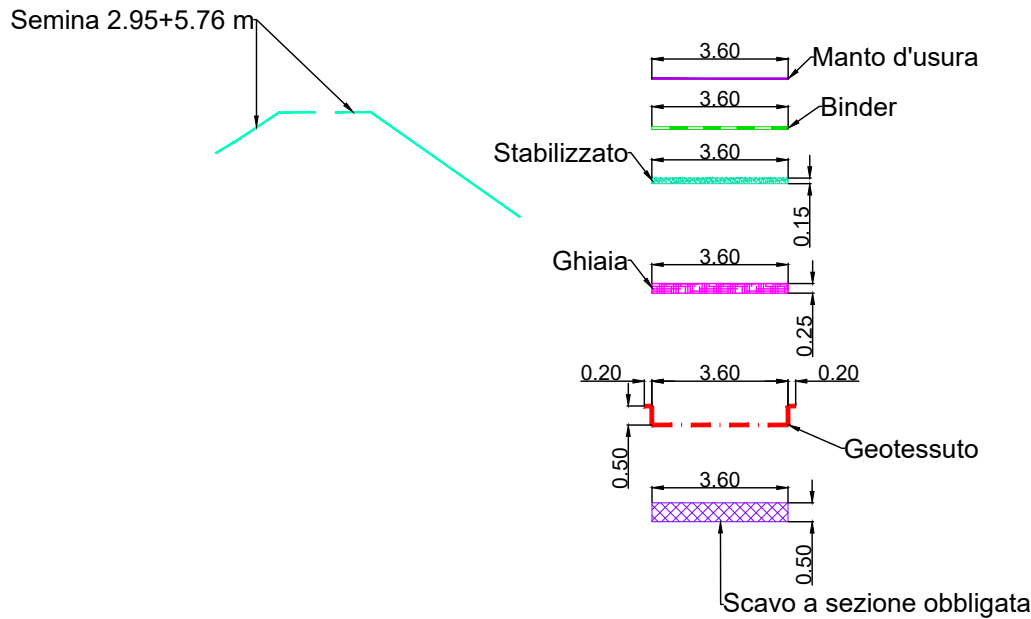 Semina 2.95+5.76 m
3.60
Manto d'usura
3.60
Binder
Stabilizzato
3.60
0.15
Ghiaia
3.60
0.25
0.20
3.60
0.20
0.50
Geotessuto
3.60
0.50
Scavo a sezione obbligata